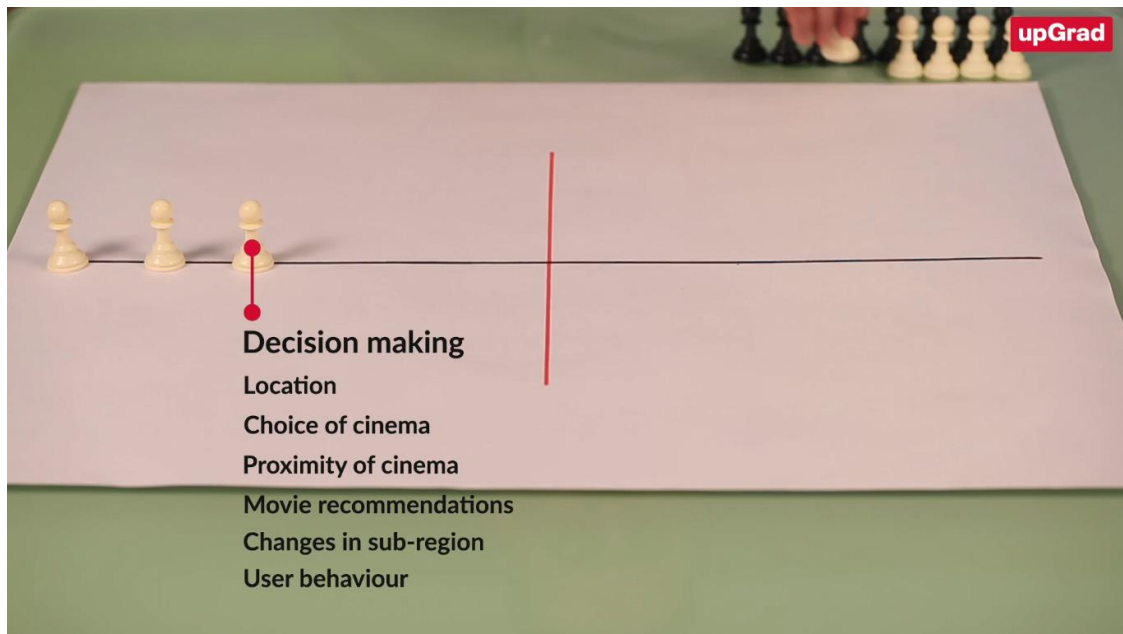 upGrad
Decision making
Location
Choice of cinema
Proximity of cinema
Movie recommendations
Changes in sub-region
User behaviour